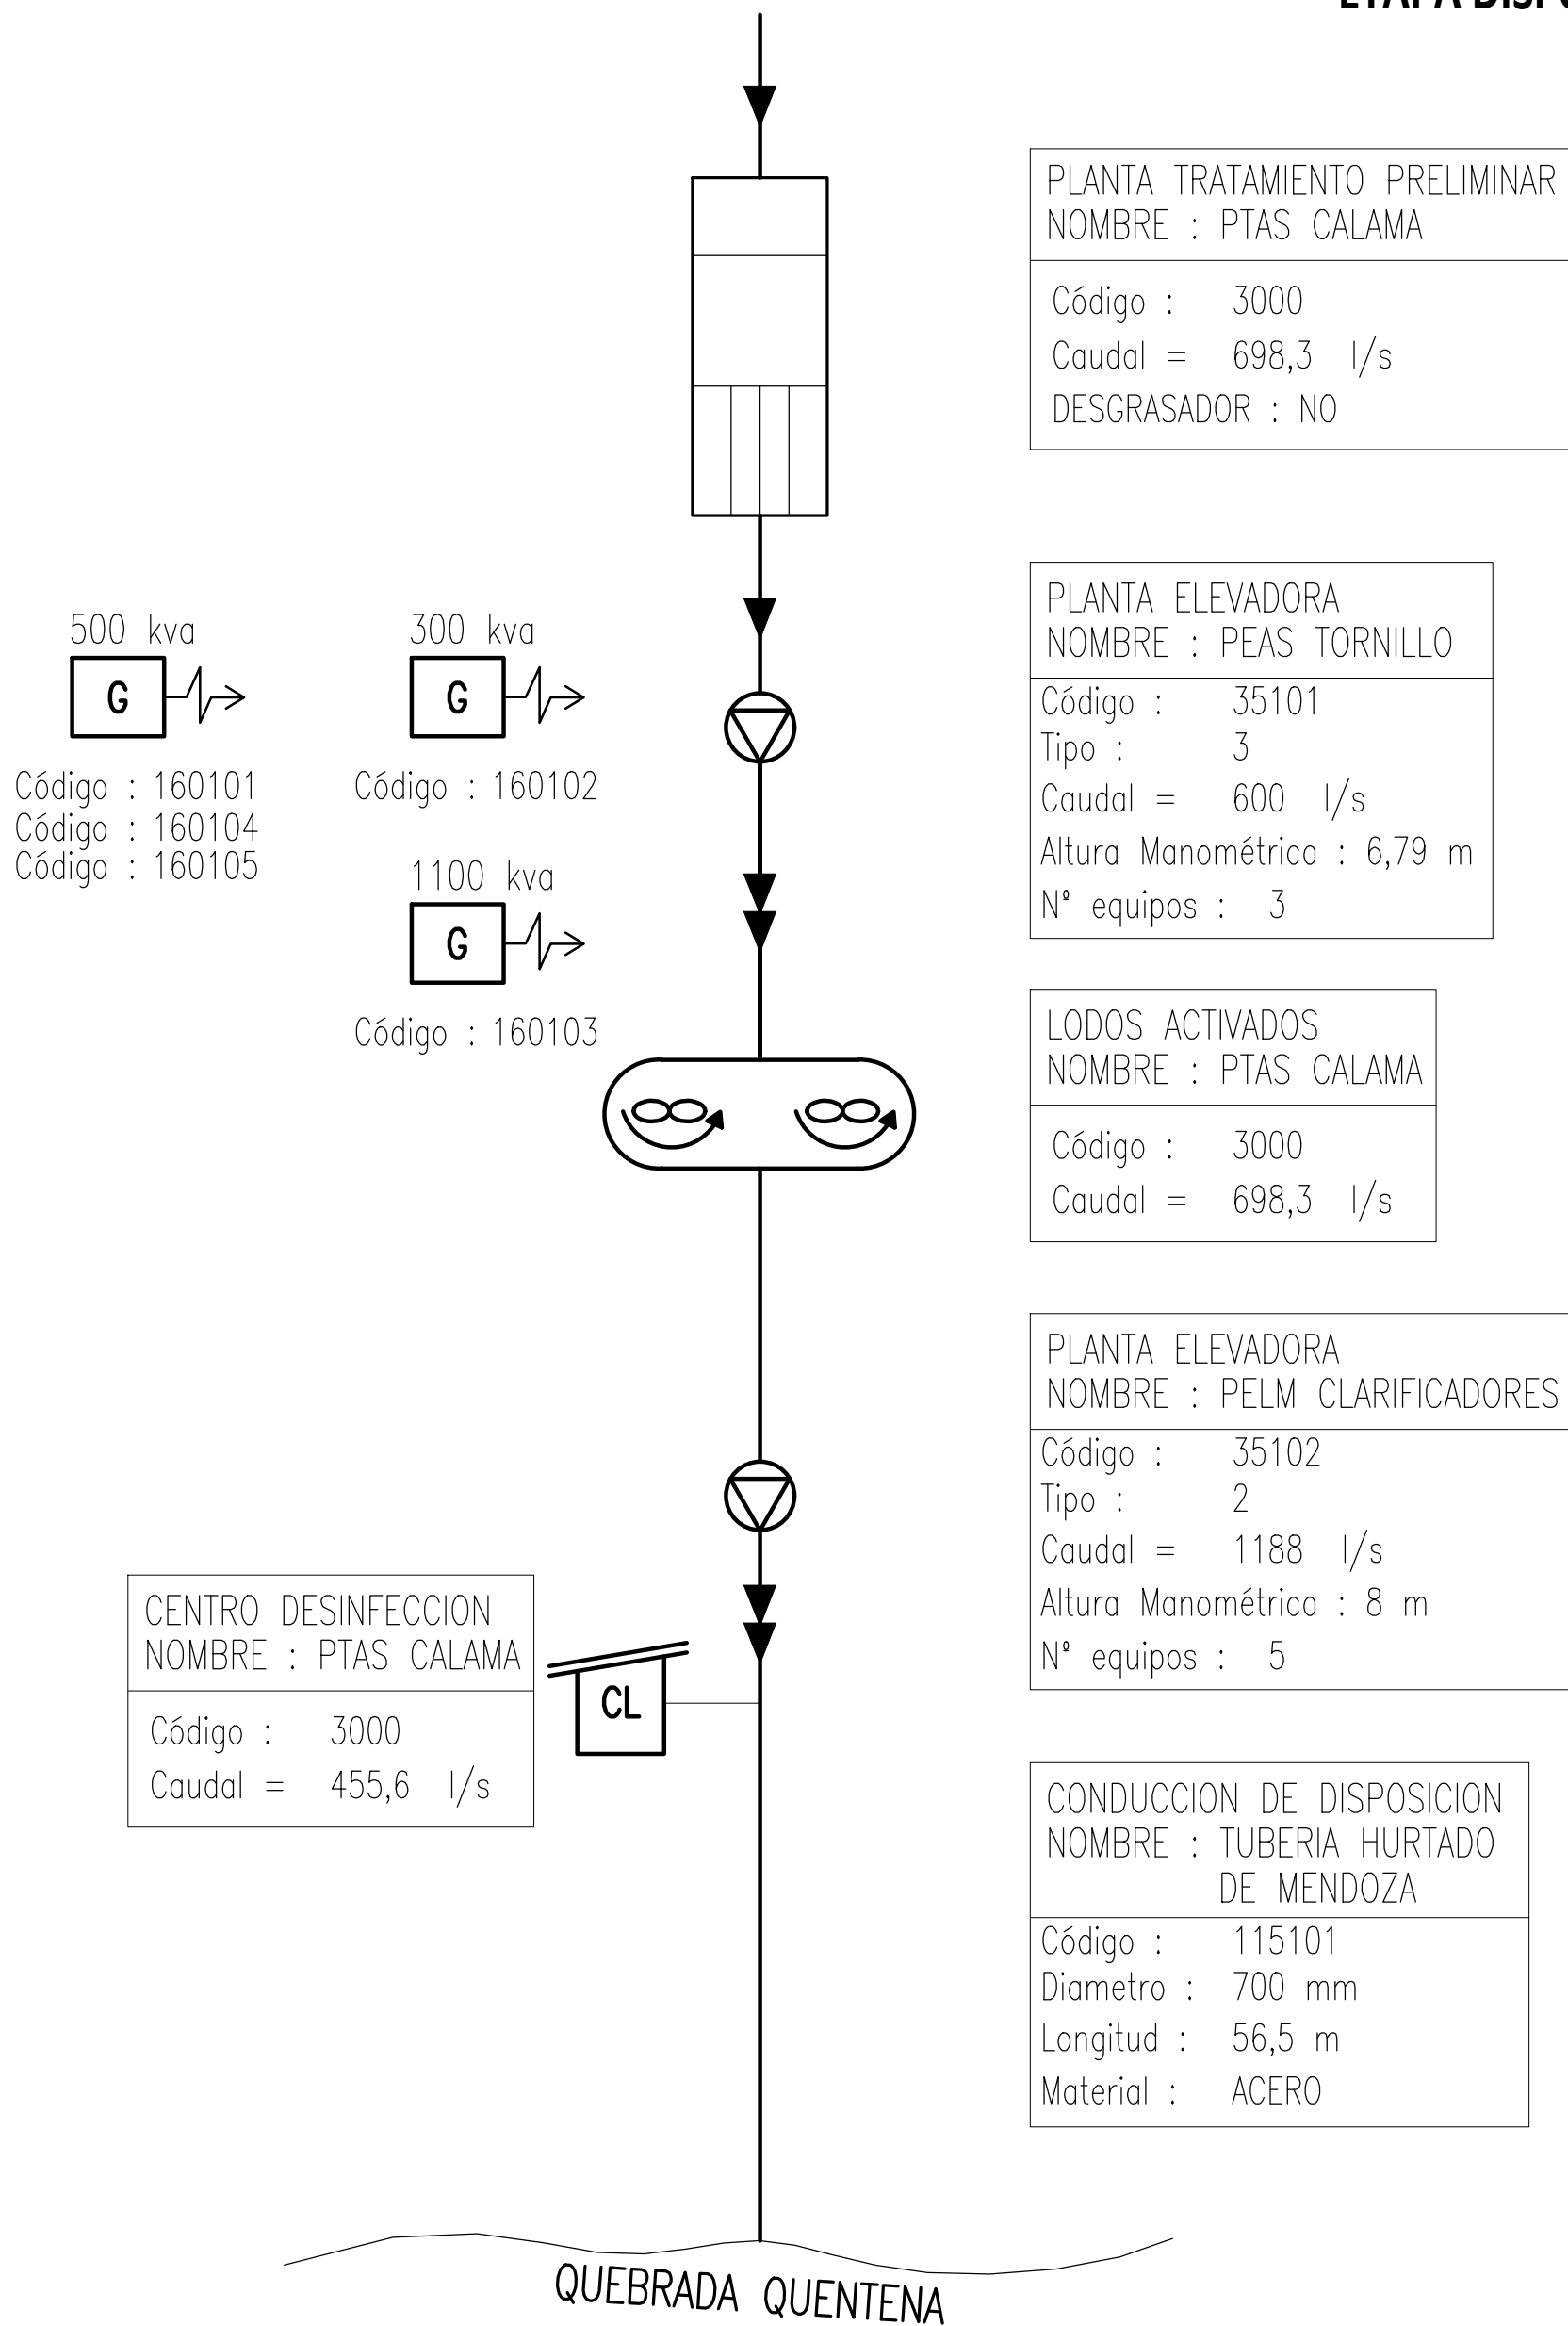 PLANTA TRATAMIENTO PRELIMINAR
NOMBRE : PTAS CALAMA
Código : 3000
Caudal = 698,3 l/s
DESGRASADOR : NO
500 kva
G
Código : 160101
Código : 160104
Código : 160105
300 kva
G
Código : 160102
1100 kva
G
Código : 160103
PLANTA ELEVADORA
NOMBRE : PEAS TORNILLO
Código : 35101
Tipo : 3
Caudal = 600 l/s
Altura Manométrica : 6,79 m
Nº equipos : 3
LODOS ACTIVADOS
NOMBRE : PTAS CALAMA
Código : 3000
Caudal = 698,3 l/s
PLANTA ELEVADORA
NOMBRE : PELM CLARIFICADORES
Código : 35102
Tipo : 2
Caudal = 1188 l/s
Altura Manométrica : 8 m
Nº equipos : 5
CENTRO DESINFECCION
NOMBRE : PTAS CALAMA
Código : 3000
Caudal = 455,6 l/s
CL
CONDUCCION DE DISPOSICION
NOMBRE : TUBERIA HURTADO
DE MENDOZA
Código : 115101
Diametro : 700 mm
Longitud : 56,5 m
Material : ACERO
QUEBRADA QUENTENA